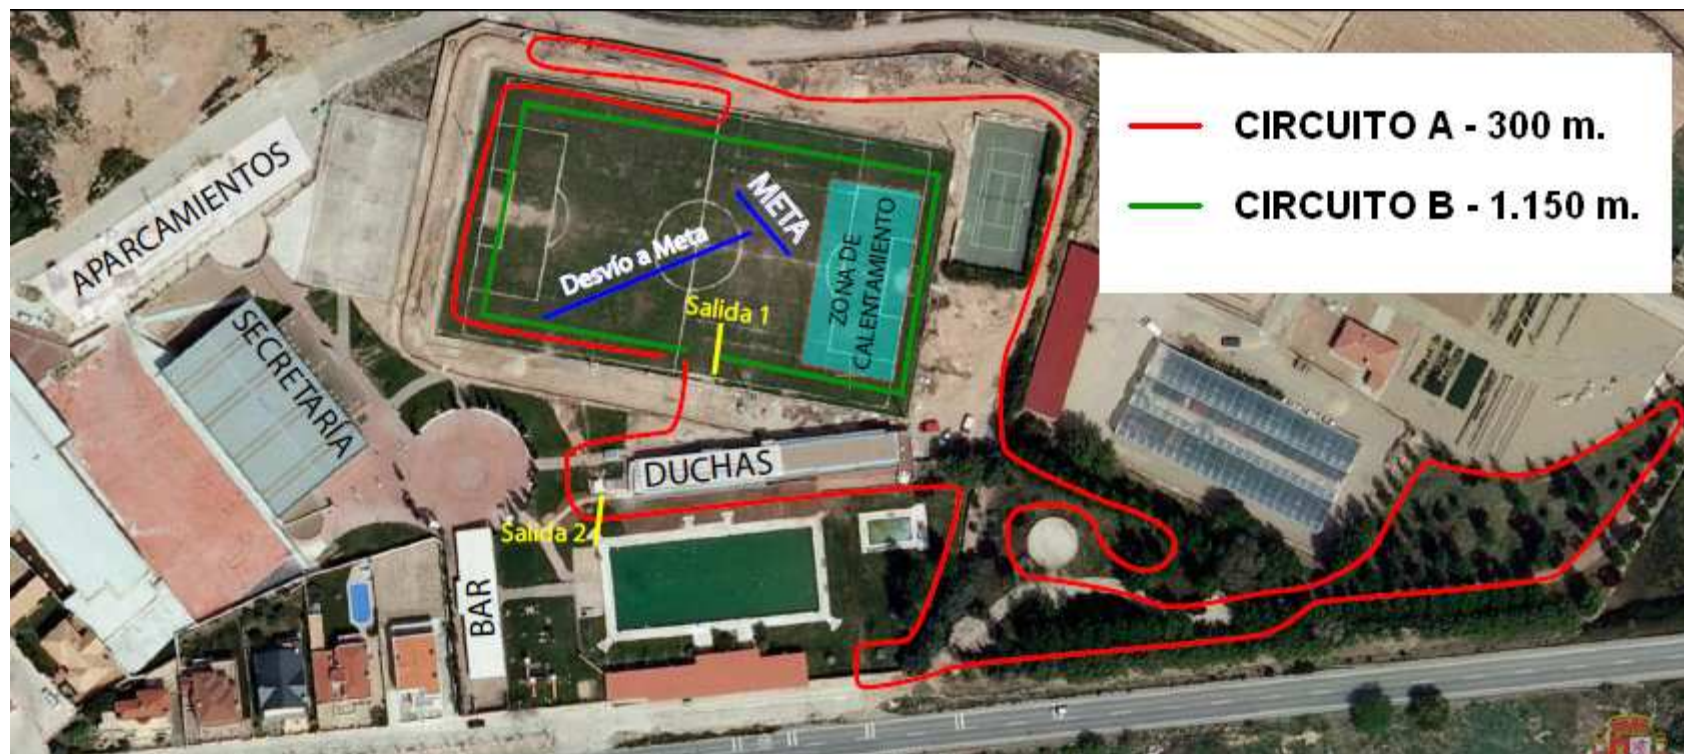 CIRCUITO A - 300 m.
CIRCUITO B - 1.150 m.
APARCAMIENTOS
SECRETARÍA
META
Desvío a Meta
ZONA DE
CALENTAMIENTO
Salida 1
DUCHAS
Salida 2
BAR